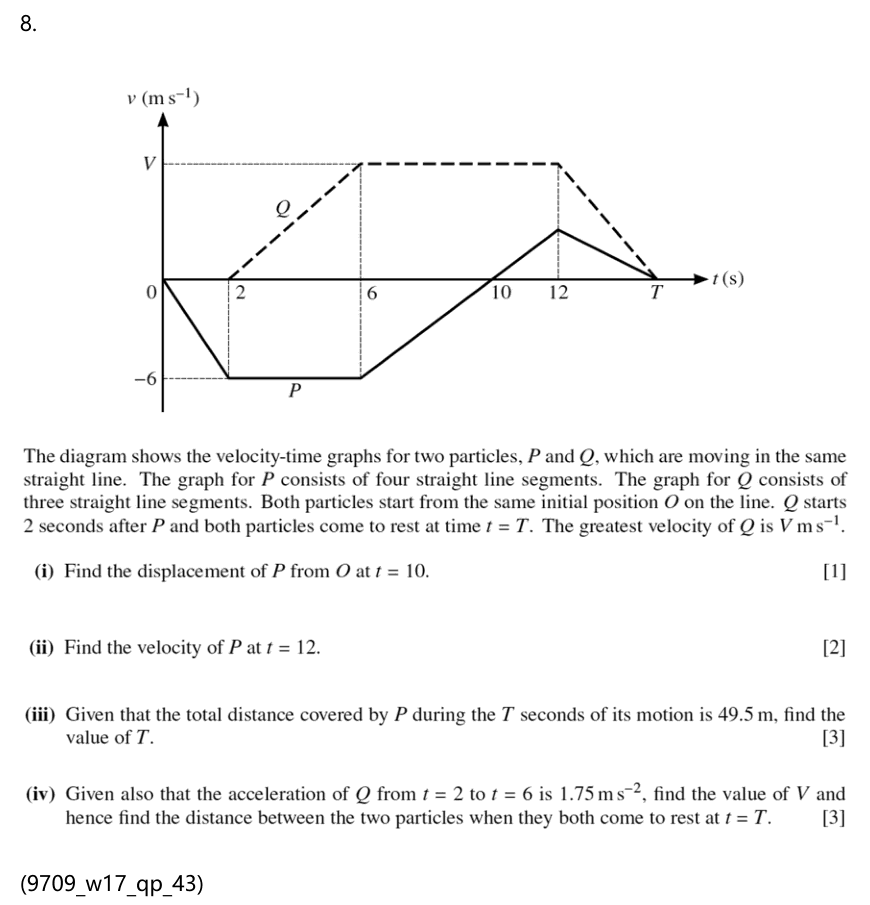 8.
v (m s⁻¹)
V
Q
0
2
6
10
12
T
t (s)
−6
P
The diagram shows the velocity-time graphs for two particles, P and Q, which are moving in the same
straight line. The graph for P consists of four straight line segments. The graph for Q consists of
three straight line segments. Both particles start from the same initial position O on the line. Q starts
2 seconds after P and both particles come to rest at time t = T. The greatest velocity of Q is V m s⁻¹.
(i) Find the displacement of P from O at t = 10. [1]
(ii) Find the velocity of P at t = 12. [2]
(iii) Given that the total distance covered by P during the T seconds of its motion is 49.5 m, find the
value of T. [3]
(iv) Given also that the acceleration of Q from t = 2 to t = 6 is 1.75 m s⁻², find the value of V and
hence find the distance between the two particles when they both come to rest at t = T. [3]
(9709_w17_qp_43)